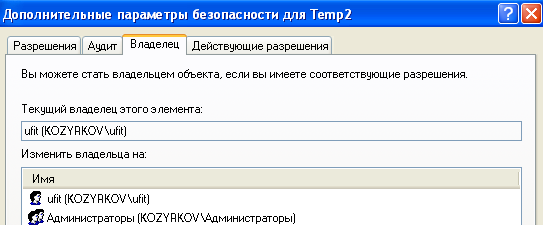 Дополнительные параметры безопасности для Temp2
Разрешения Аудит Владелец Действующие разрешения
Вы можете стать владельцем объекта, если вы имеете соответствующие разрешения.
Текущий владелец этого элемента:
ufit (KOZYRKOV\ufit)
Изменить владельца на:
Имя
ufit (KOZYRKOV\ufit)
Администраторы (KOZYRKOV\Администраторы)